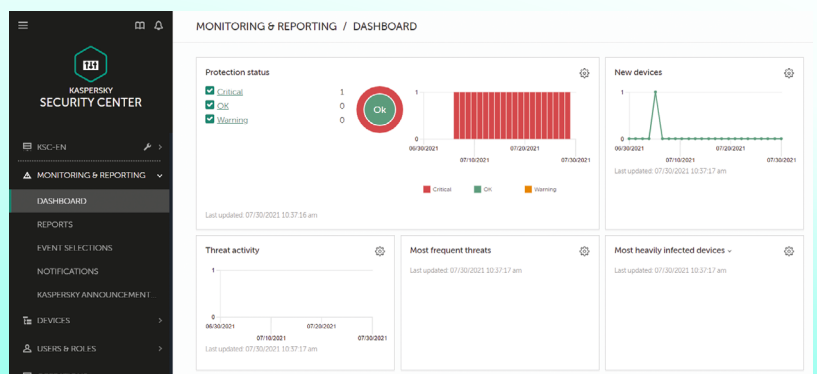 MONITORING & REPORTING / DASHBOARD
KASPERSKY
SECURITY CENTER
KSC-EN
MONITORING & REPORTING
DASHBOARD
REPORTS
EVENT SELECTIONS
NOTIFICATIONS
KASPERSKY ANNOUNCEMENT...
DEVICES
USERS & ROLES
Protection status
Critical 1
OK 0
Warning 0
Ok
1
0
06/30/2021 07/20/2021
07/10/2021 07/30/2021
Critical OK Warning
Last updated: 07/30/2021 10:37:16 am.
New devices
1
0
06/30/2021 07/20/2021
07/10/2021 07/30/2021
Last updated: 07/30/2021 10:37:17 am
Threat activity
1
0
06/30/2021 07/20/2021
07/10/2021 07/30/2021
Last updated: 07/30/2021 10:37:17 am
Most frequent threats
Last updated: 07/30/2021 10:37:17 am
Most heavily infected devices
Last updated: 07/30/2021 10:37:17 am